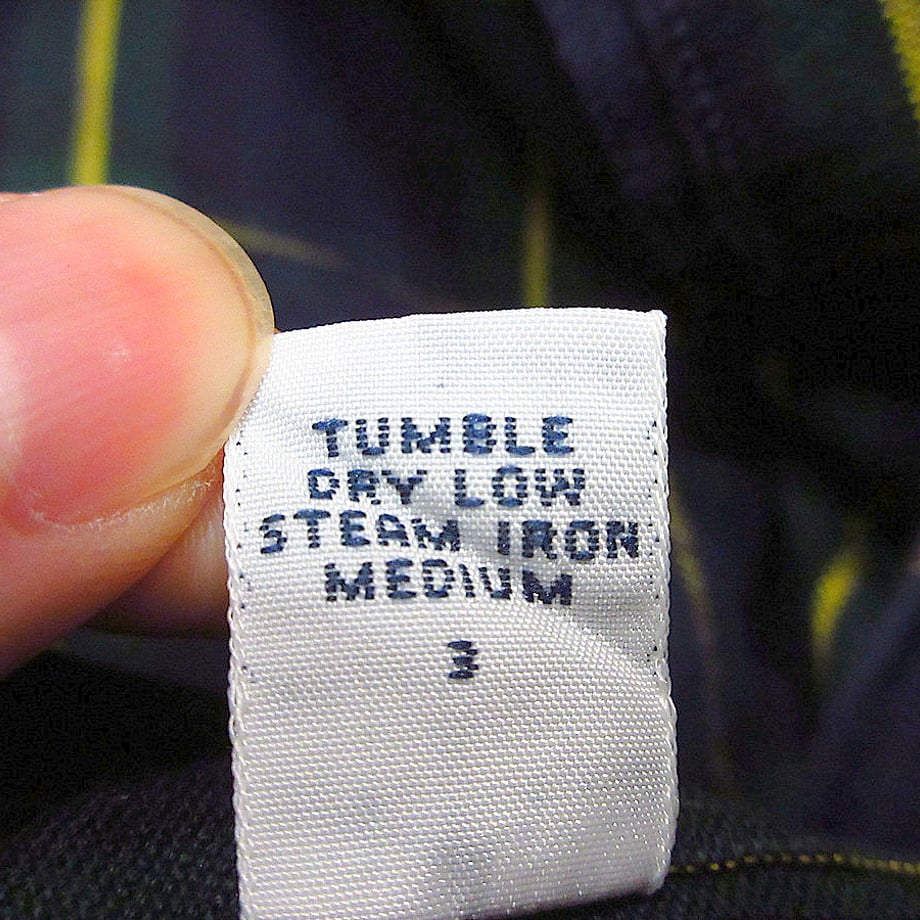 TUMBLE
DRY LOW
STEAM IRON
MEDIUM
3